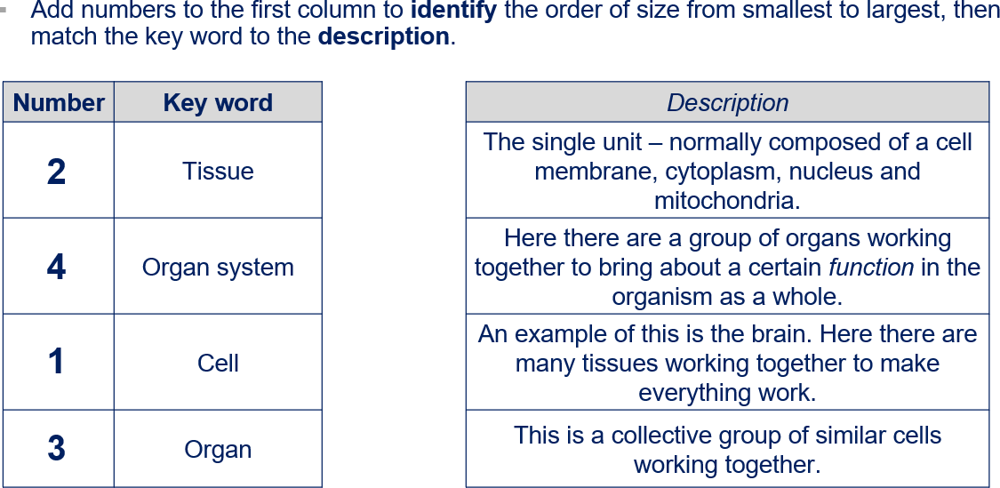 Add numbers to the first column to identify the order of size from smallest to largest, then
match the key word to the description.
Number Key word
2 Tissue
4 Organ system
1 Cell
3 Organ
Description
The single unit – normally composed of a cell
membrane, cytoplasm, nucleus and
mitochondria.
Here there are a group of organs working
together to bring about a certain function in the
organism as a whole.
An example of this is the brain. Here there are
many tissues working together to make
everything work.
This is a collective group of similar cells
working together.